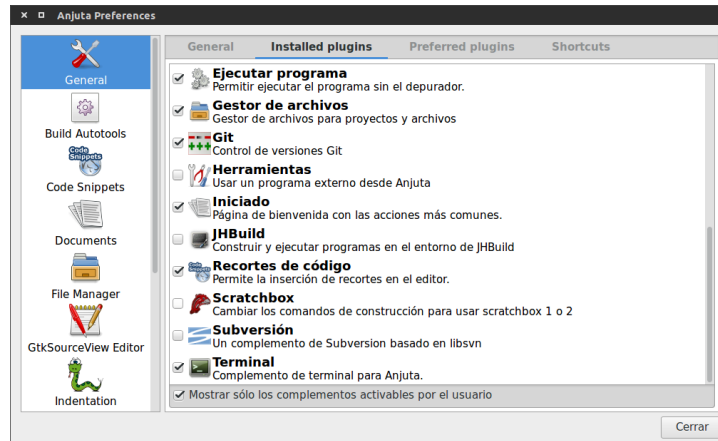 Anjuta Preferences
General
Build Autotools
Code Snippets
Code Snippets
Documents
File Manager
GtkSourceView Editor
Indentation
General Installed plugins Preferred plugins Shortcuts
Ejecutar programa
Permitir ejecutar el programa sin el depurador.
Gestor de archivos
Gestor de archivos para proyectos y archivos
Git
Control de versiones Git
Herramientas
Usar un programa externo desde Anjuta
Iniciado
Página de bienvenida con las acciones más comunes.
JHBuild
Construir y ejecutar programas en el entorno de JHBuild
Recortes de código
Permite la inserción de recortes en el editor.
Scratchbox
Cambiar los comandos de construcción para usar scratchbox 1 o 2
Subversión
Un complemento de Subversion basado en libsvn
Terminal
Complemento de terminal para Anjuta.
Mostrar sólo los complementos activables por el usuario
Cerrar